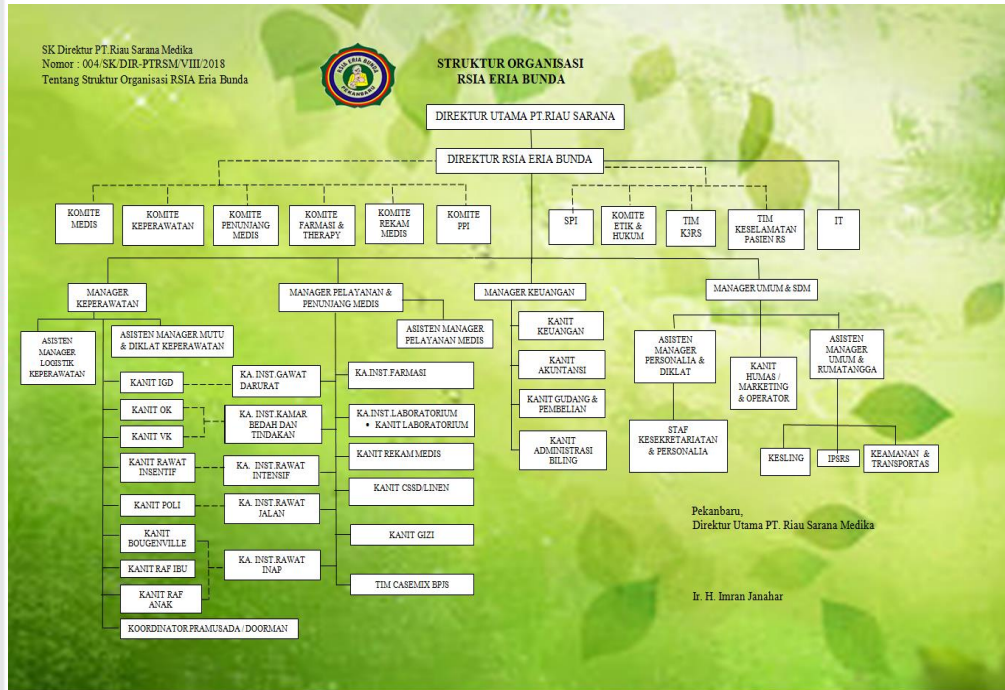 SK Direktur PT.Riau Sarana Medika
Nomor : 004/SK/DIR-PTRSM/VIII/2018
Tentang Struktur Organisasi RSIA Eria Bunda
RSIA ERIA BUNDA
PEKANBARU
STRUKTUR ORGANISASI
RSIA ERIA BUNDA
DIREKTUR UTAMA PT.RIAU SARANA
DIREKTUR RSIA ERIA BUNDA
KOMITE
MEDIS
KOMITE
KEPERAWATAN
KOMITE
PENUNJANG
MEDIS
KOMITE
FARMASI &
THERAPY
KOMITE
REKAM
MEDIS
KOMITE
PPI
SPI
KOMITE
ETIK &
HUKUM
TIM
K3RS
TIM
KESELAMATAN
PASIEN RS
IT
MANAGER
KEPERAWATAN
MANAGER PELAYANAN &
PENUNJANG MEDIS
MANAGER KEUANGAN
MANAGER UMUM & SDM
ASISTEN
MANAGER
LOGISTIK
KEPERAWATAN
ASISTEN MANAGER MUTU
& DIKLAT KEPERAWATAN
KANIT IGD
KANIT OK
KANIT VK
KANIT RAWAT
INSENTIF
KANIT POLI
KANIT
BOUGENVILLE
KANIT RAF IBU
KANIT RAF
ANAK
KOORDINATOR PRAMUSADA / DOORMAN
KA. INST.GAWAT
DARURAT
KA. INST.KAMAR
BEDAH DAN
TINDAKAN
KA. INST.RAWAT
INTENSIF
KA. INST.RAWAT
JALAN
KA. INST.RAWAT
INAP
ASISTEN MANAGER
PELAYANAN MEDIS
KA.INST.FARMASI
KA.INST.LABORATORIUM
• KANIT LABORATORIUM
KANIT REKAM MEDIS
KANIT CSSD/LINEN
KANIT GIZI
TIM CASEMIX BPJS
KANIT
KEUANGAN
KANIT
AKUNTANSI
KANIT GUDANG &
PEMBELIAN
KANIT
ADMINISTRASI
BILING
ASISTEN
MANAGER
PERSONALIA &
DIKLAT
KANIT
HUMAS /
MARKETING
& OPERATOR
ASISTEN
MANAGER
UMUM &
RUMATANGGA
STAF
KESEKRETARIATAN
& PERSONALIA
KESLING
IPSRS
KEAMANAN &
TRANSPORTAS
Pekanbaru,
Direktur Utama PT. Riau Sarana Medika
Ir. H. Imran Janahar